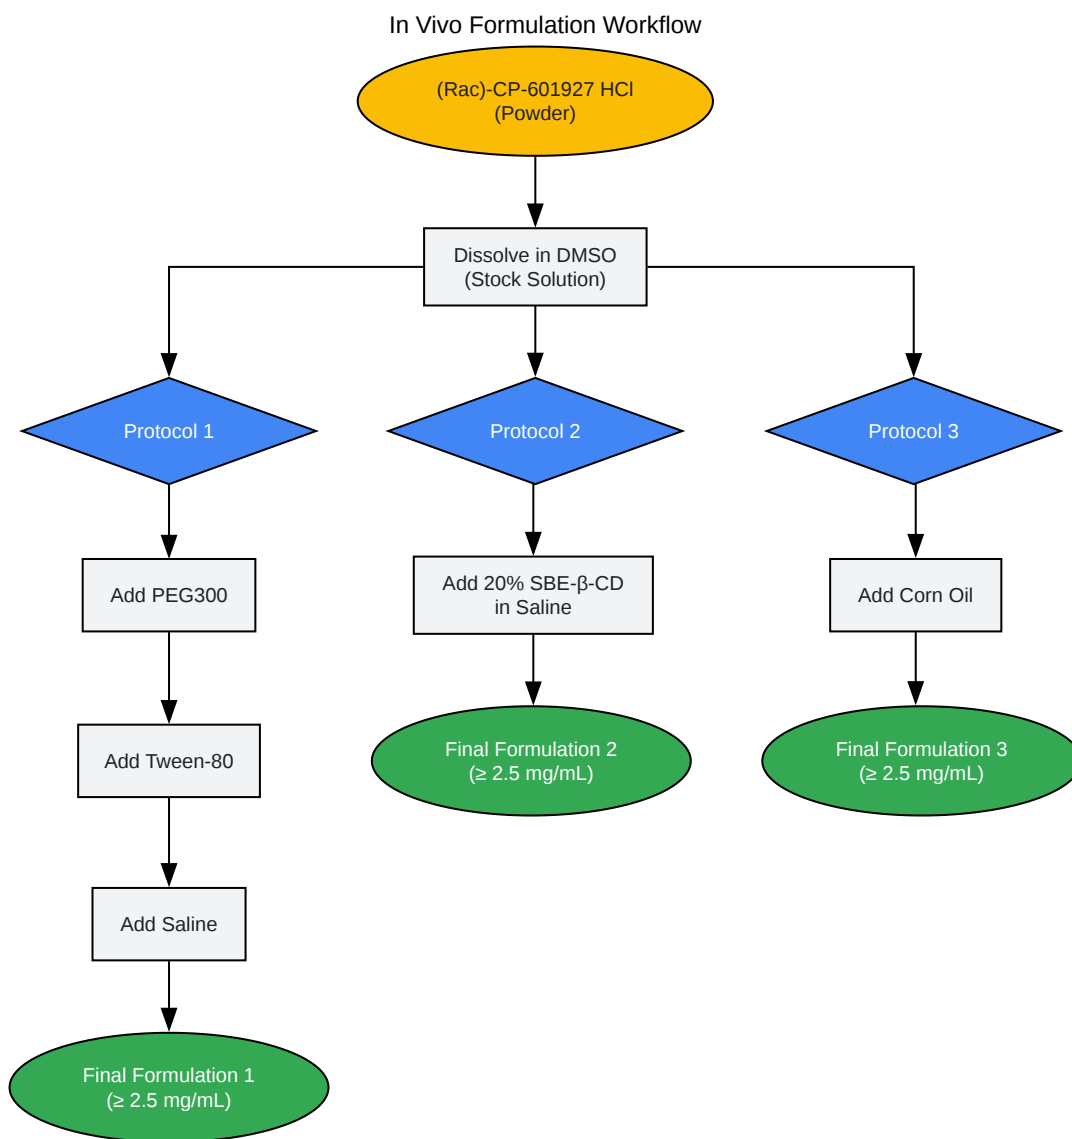 In Vivo Formulation Workflow
(Rac)-CP-601927 HCl
(Powder)
Dissolve in DMSO
(Stock Solution)
Protocol 1
Protocol 2
Protocol 3
Add PEG300
Add 20% SBE-β-CD
in Saline
Add Corn Oil
Add Tween-80
Final Formulation 2
(≥ 2.5 mg/mL)
Final Formulation 3
(≥ 2.5 mg/mL)
Add Saline
Final Formulation 1
(≥ 2.5 mg/mL)